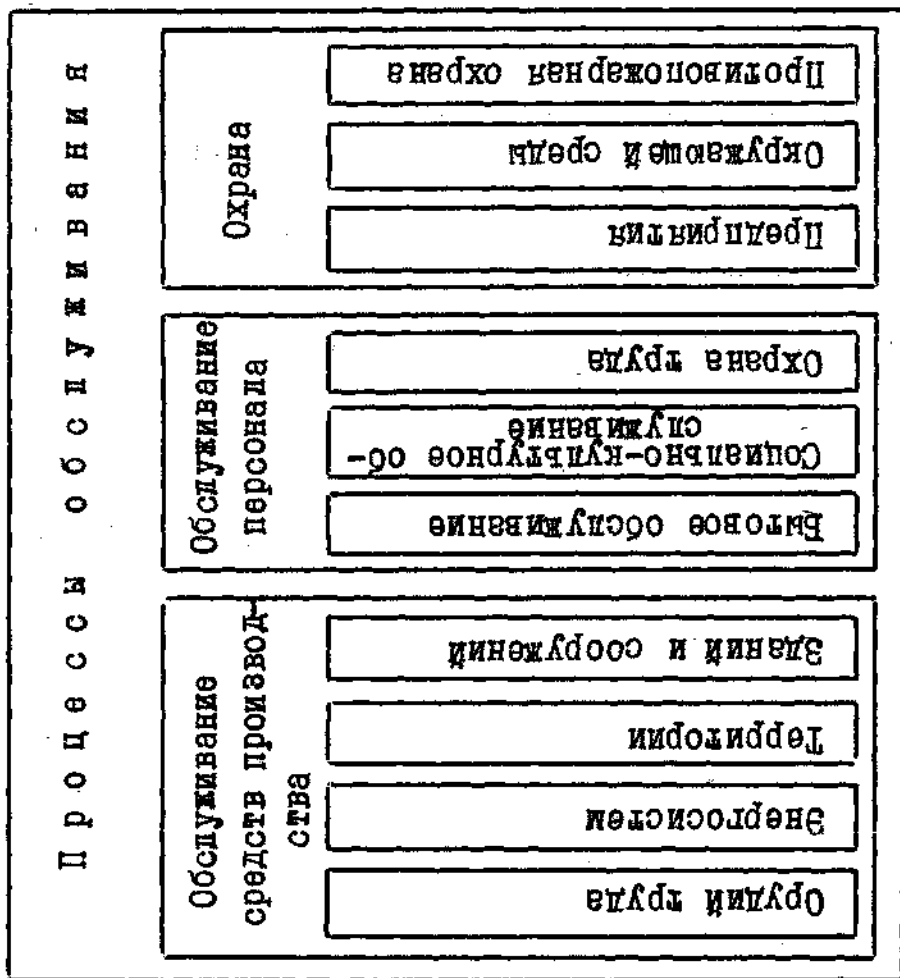 Процессы обслуживания
Обслуживание
средств производ-
ства
Орудий труда
Энергосистем
Территории
Зданий и сооружений
Обслуживание
персонала
Бытовое обслуживание
Социально-культурное об-
служивание
Охрана труда
Охрана
Предприятия
Окружающей среды
Противопожарная охрана